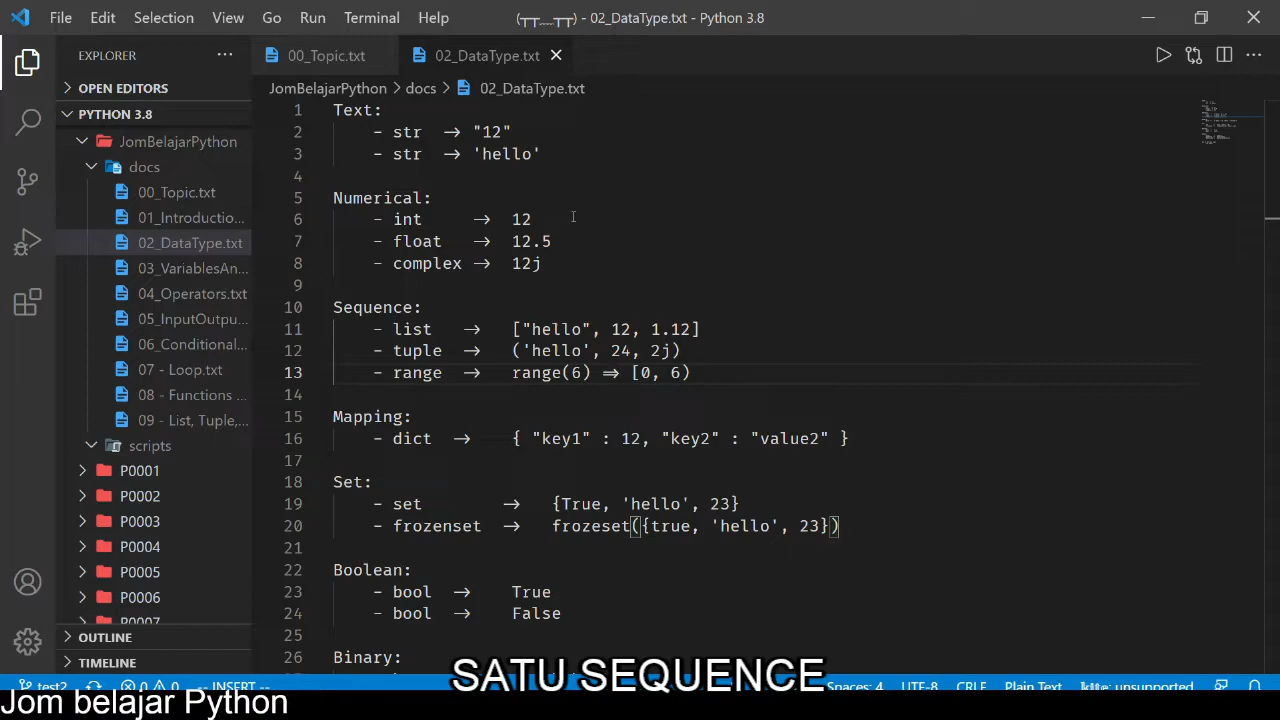 File Edit Selection View Go Run Terminal Help
(┬┬﹏┬┬) - 02_DataType.txt - Python 3.8
EXPLORER ···
OPEN EDITORS
PYTHON 3.8
JomBelajarPython
docs
00_Topic.txt
01_Introductio...
02_DataType.txt
03_VariablesAn...
04_Operators.txt
05_InputOutpu...
06_Conditional...
07 - Loop.txt
08 - Functions ...
09 - List, Tuple,...
scripts
P0001
P0002
P0003
P0004
P0005
P0006
P0007
OUTLINE
TIMELINE
00_Topic.txt 02_DataType.txt
JomBelajarPython > docs > 02_DataType.txt
1 Text:
2 - str → "12"
3 - str → 'hello'
4
5 Numerical:
6 - int → 12
7 - float → 12.5
8 - complex → 12j
9
10 Sequence:
11 - list → ["hello", 12, 1.12]
12 - tuple → ('hello', 24, 2j)
13 - range → range(6) ⇒ [0, 6)
14
15 Mapping:
16 - dict → { "key1" : 12, "key2" : "value2" }
17
18 Set:
19 - set → {True, 'hello', 23}
20 - frozenset → frozeset({true, 'hello', 23})
21
22 Boolean:
23 - bool → True
24 - bool → False
25
26 Binary:
SATU SEQUENCE
test2 0 0 -- INSERT -- Spaces: 4 UTF-8 CRLF Plain Text unsupported
Jom belajar Python